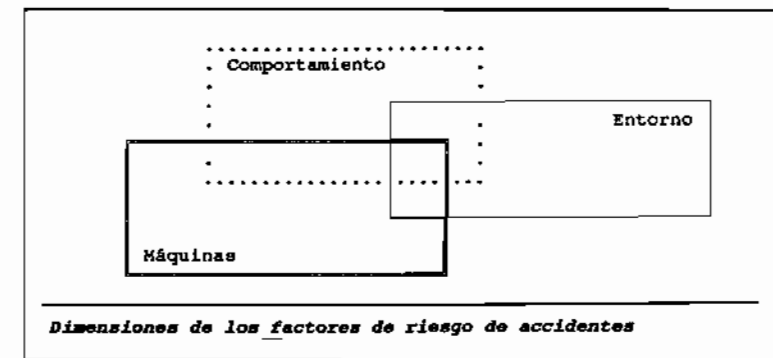 Comportamiento
Entorno
Máquinas
Dimensiones de los factores de riesgo de accidentes